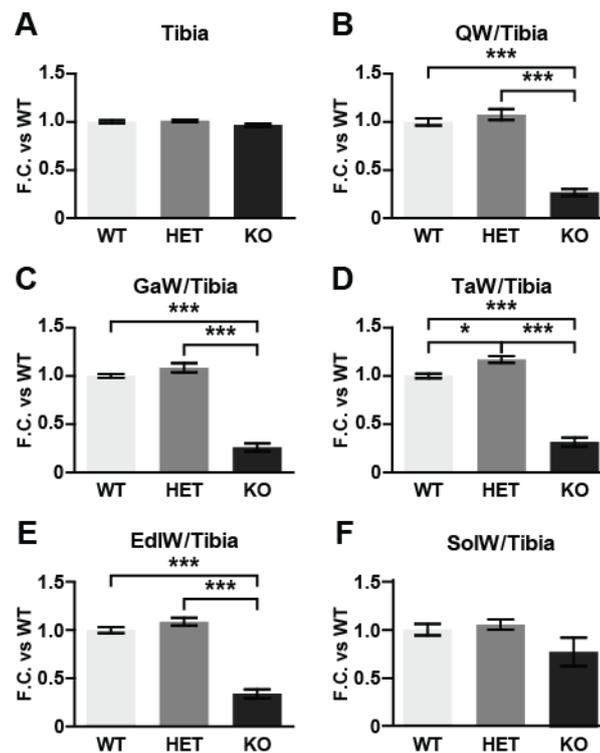 A
Tibia
F.C. vs WT
1.5
1.0
0.5
0
WT HET KO
B
QW/Tibia
***
***
F.C. vs WT
1.5
1.0
0.5
0
WT HET KO
C
GaW/Tibia
***
***
F.C. vs WT
1.5
1.0
0.5
0
WT HET KO
D
TaW/Tibia
***
* ***
F.C. vs WT
1.5
1.0
0.5
0
WT HET KO
E
EdlW/Tibia
***
***
F.C. vs WT
1.5
1.0
0.5
0
WT HET KO
F
SolW/Tibia
F.C. vs WT
1.5
1.0
0.5
0
WT HET KO